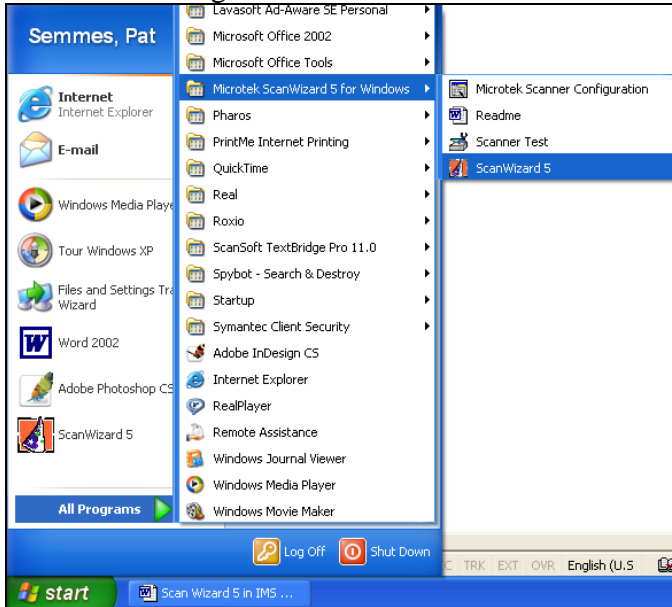 Semmes, Pat
Internet
Internet Explorer
E-mail
Windows Media Playe
Tour Windows XP
Files and Settings Tra
Wizard
Word 2002
Adobe Photoshop CS
ScanWizard 5
All Programs
Lavasoft Ad-Aware SE Personal
Microsoft Office 2002
Microsoft Office Tools
Microtek ScanWizard 5 for Windows
Pharos
PrintMe Internet Printing
QuickTime
Real
Roxio
ScanSoft TextBridge Pro 11.0
Spybot - Search & Destroy
Startup
Symantec Client Security
Adobe InDesign CS
Internet Explorer
RealPlayer
Remote Assistance
Windows Journal Viewer
Windows Media Player
Windows Movie Maker
Microtek Scanner Configuration
Readme
Scanner Test
ScanWizard 5
Log Off
Shut Down
C TRK EXT OVR English (U.S
start
Scan Wizard 5 in IMS ...